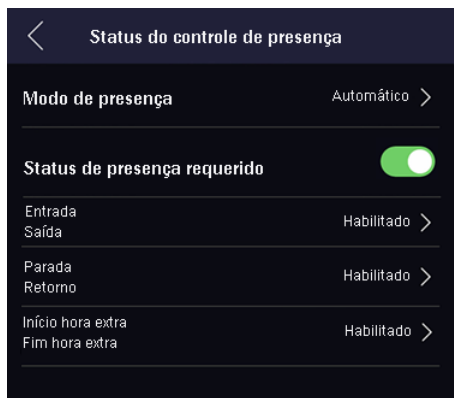 Status do controle de presença
Modo de presença Automático
Status de presença requerido
Entrada
Saída
Habilitado
Parada
Retorno
Habilitado
Início hora extra
Fim hora extra
Habilitado